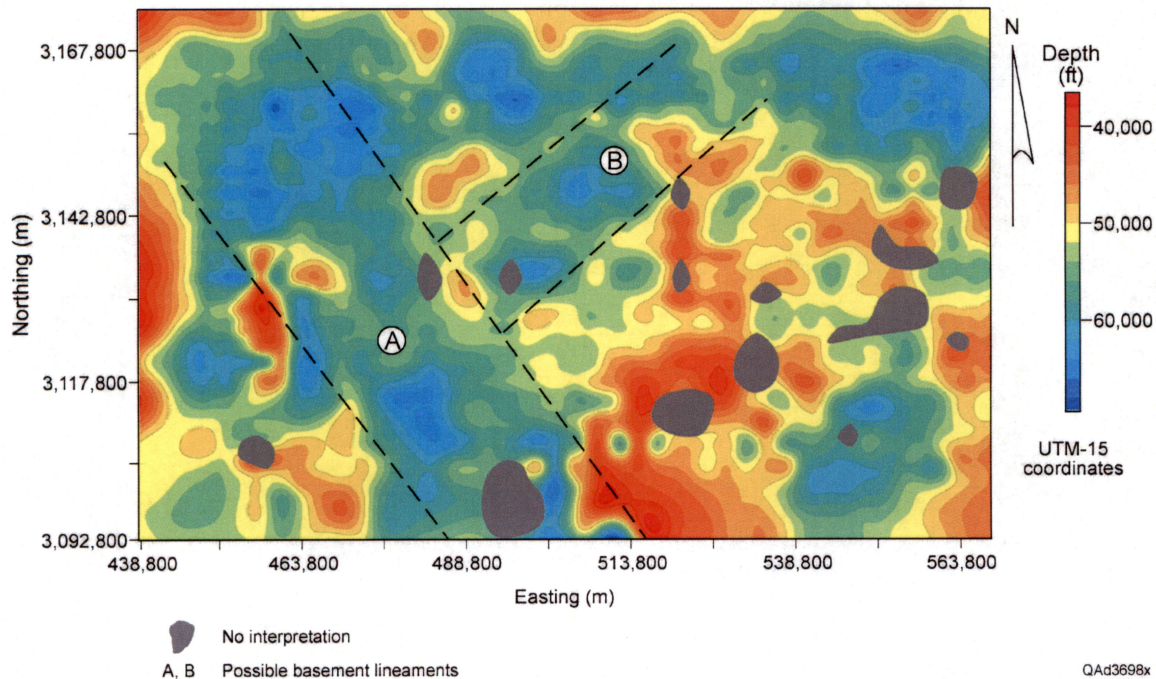 3,167,800
3,142,800
3,117,800
3,092,800
Northing (m)
438,800 463,800 488,800 513,800 538,800 563,800
Easting (m)
A
B
N
Depth
(ft)
40,000
50,000
60,000
UTM-15
coordinates
No interpretation
A, B Possible basement lineaments
QAd3698x